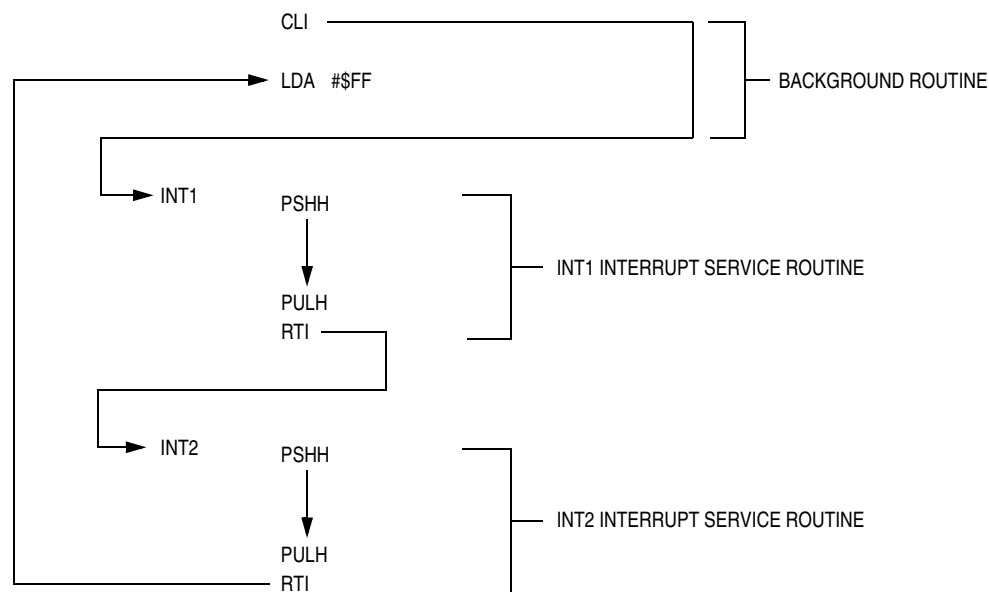 CLI
LDA #$FF
BACKGROUND ROUTINE
INT1
PSHH
INT1 INTERRUPT SERVICE ROUTINE
PULH
RTI
INT2
PSHH
INT2 INTERRUPT SERVICE ROUTINE
PULH
RTI